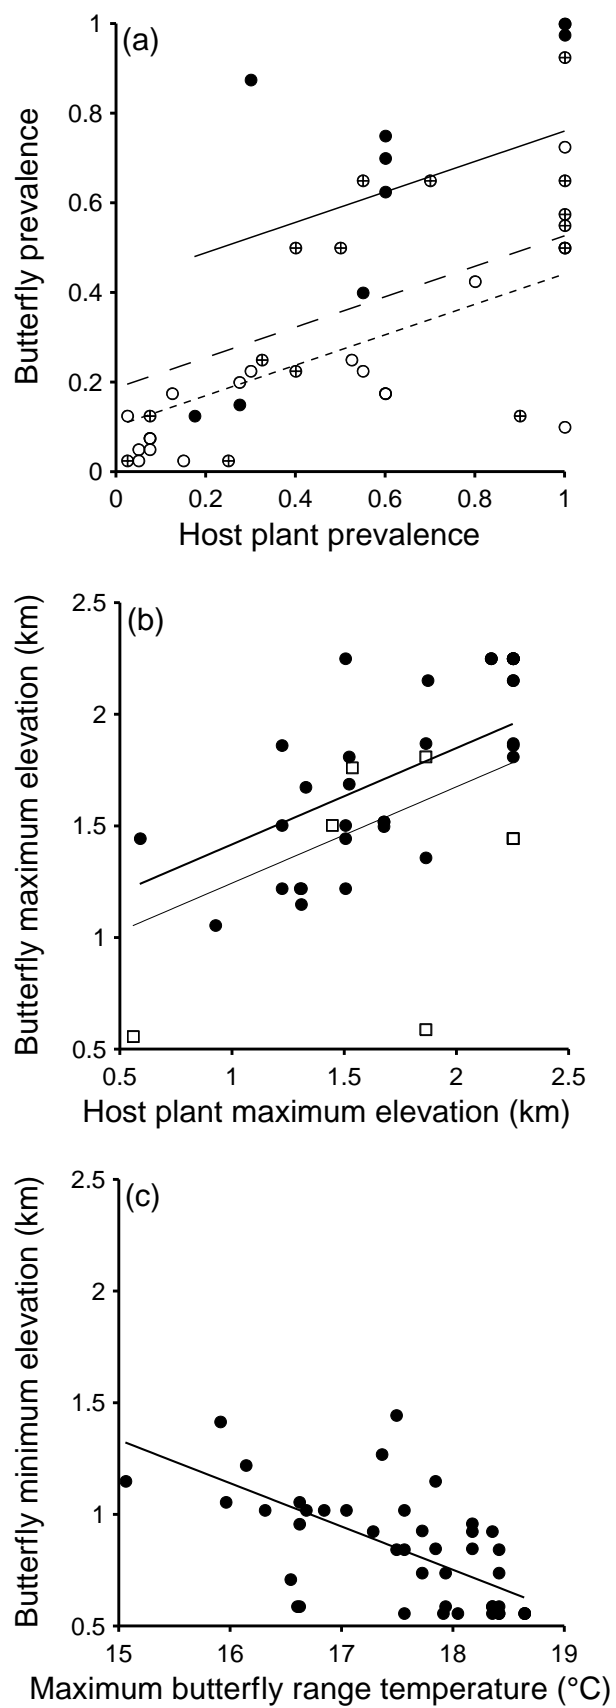 (a)
Butterfly prevalence
1
0.8
0.6
0.4
0.2
0
0 0.2 0.4 0.6 0.8 1
Host plant prevalence
(b)
Butterfly maximum elevation (km)
2.5
2
1.5
1
0.5
0.5 1 1.5 2 2.5
Host plant maximum elevation (km)
(c)
Butterfly minimum elevation (km)
2.5
2
1.5
1
0.5
15 16 17 18 19
Maximum butterfly range temperature (°C)